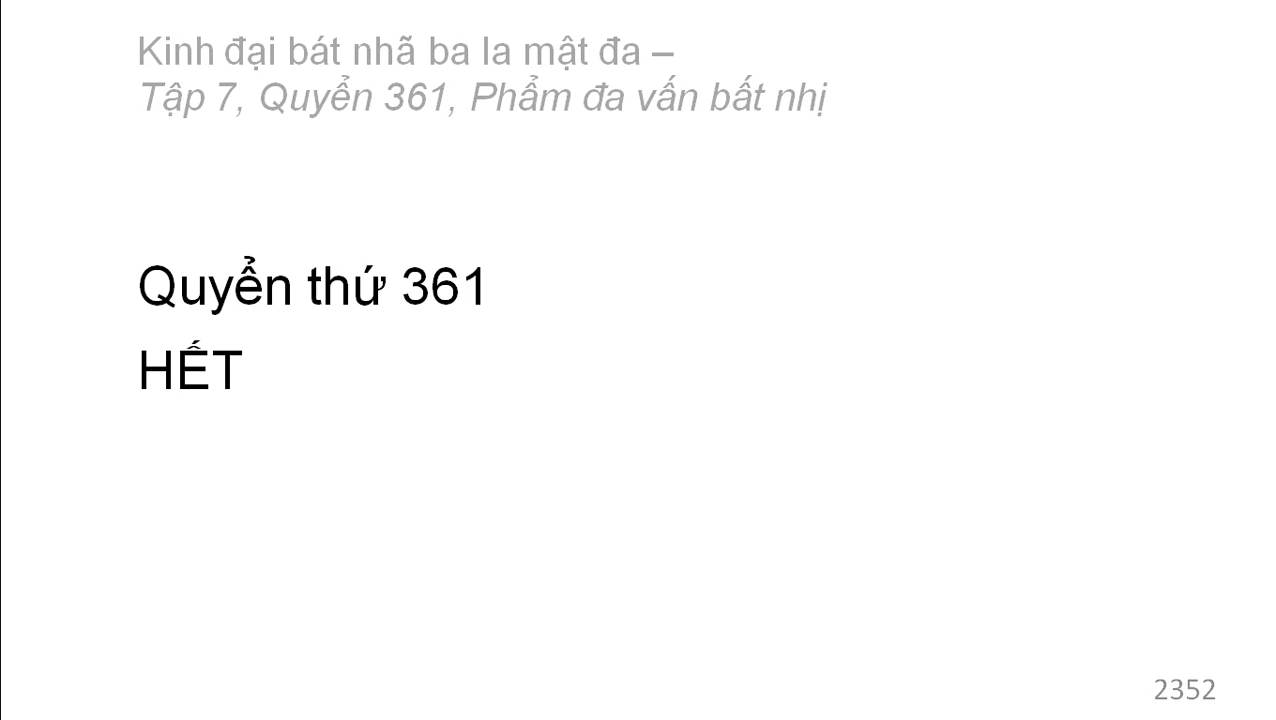 Kinh đại bát nhã ba la mật đa –
Tập 7, Quyển 361, Phẩm đa vấn bất nhị
Quyển thứ 361
HẾT
2352